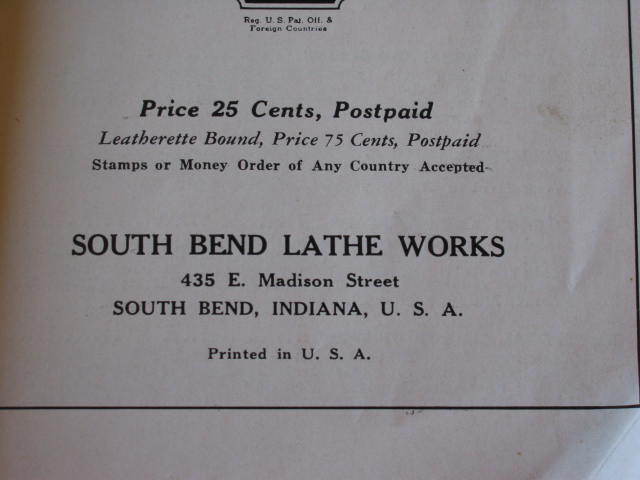 Reg. U. S. Pat. Off. &
Foreign Countries
Price 25 Cents, Postpaid
Leatherette Bound, Price 75 Cents, Postpaid
Stamps or Money Order of Any Country Accepted
SOUTH BEND LATHE WORKS
435 E. Madison Street
SOUTH BEND, INDIANA, U. S. A.
Printed in U. S. A.